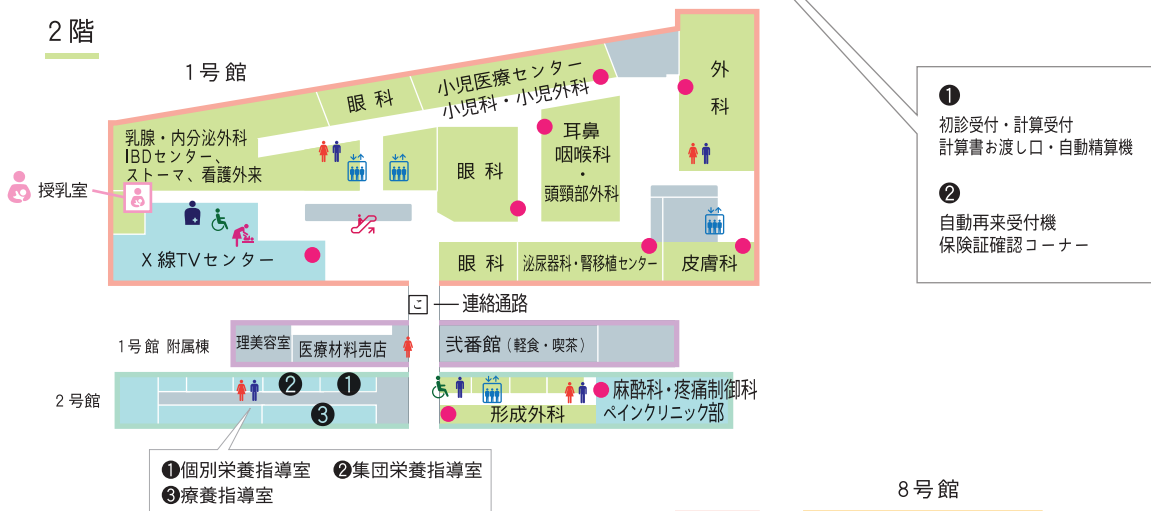 2階
1号館
眼科
小児医療センター
小児科・小児外科
外科
乳腺・内分泌外科
IBDセンター、
ストーマ、看護外来
眼科
耳鼻
咽喉科
・
頭頸部外科
授乳室
X線TVセンター
眼科
泌尿器科・腎移植センター
皮膚科
❶
初診受付・計算受付
計算書お渡し口・自動精算機
❷
自動再来受付機
保険証確認コーナー
こ
連絡通路
1号館 附属棟
理美容室
医療材料売店
弐番館(軽食・喫茶)
2号館
❷
❶
❸
麻酔科・疼痛制御科
ペインクリニック部
形成外科
❶個別栄養指導室 ❷集団栄養指導室
❸療養指導室
8号館